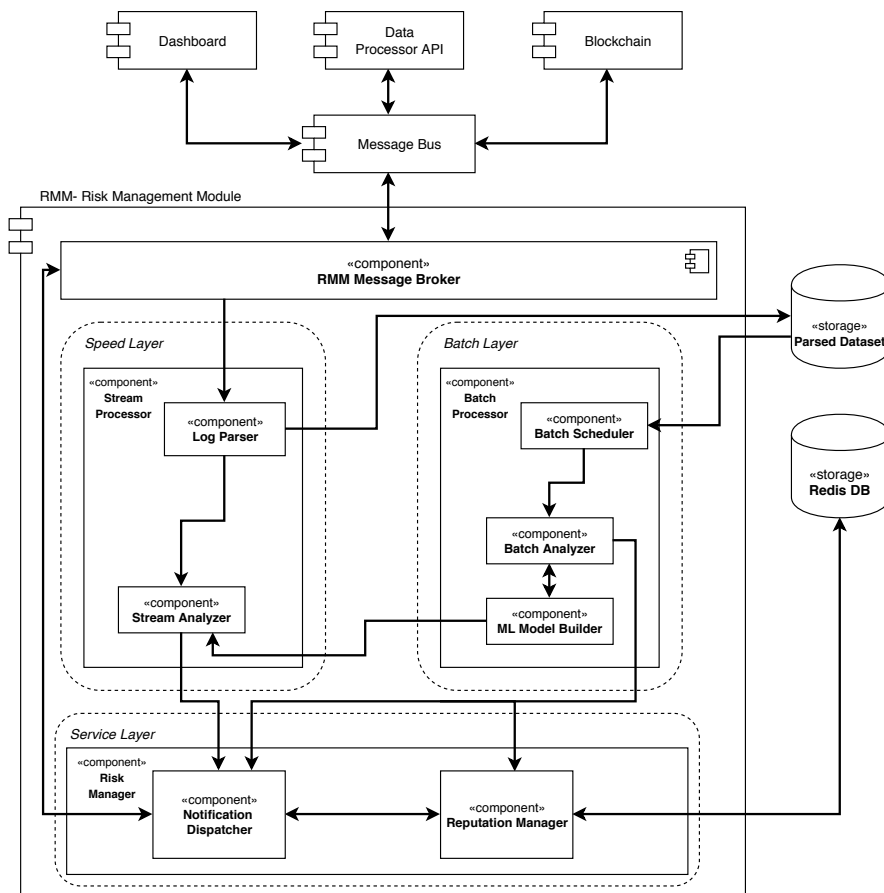 Dashboard
Data
Processor API
Blockchain
Message Bus
RMM- Risk Management Module
«component»
RMM Message Broker
Speed Layer
Batch Layer
«storage»
Parsed Dataset
«component»
Stream
Processor
«component»
Batch
Processor
«component»
Log Parser
«component»
Batch Scheduler
«storage»
Redis DB
«component»
Batch Analyzer
«component»
Stream Analyzer
«component»
ML Model Builder
Service Layer
«component»
Risk
Manager
«component»
Notification
Dispatcher
«component»
Reputation Manager